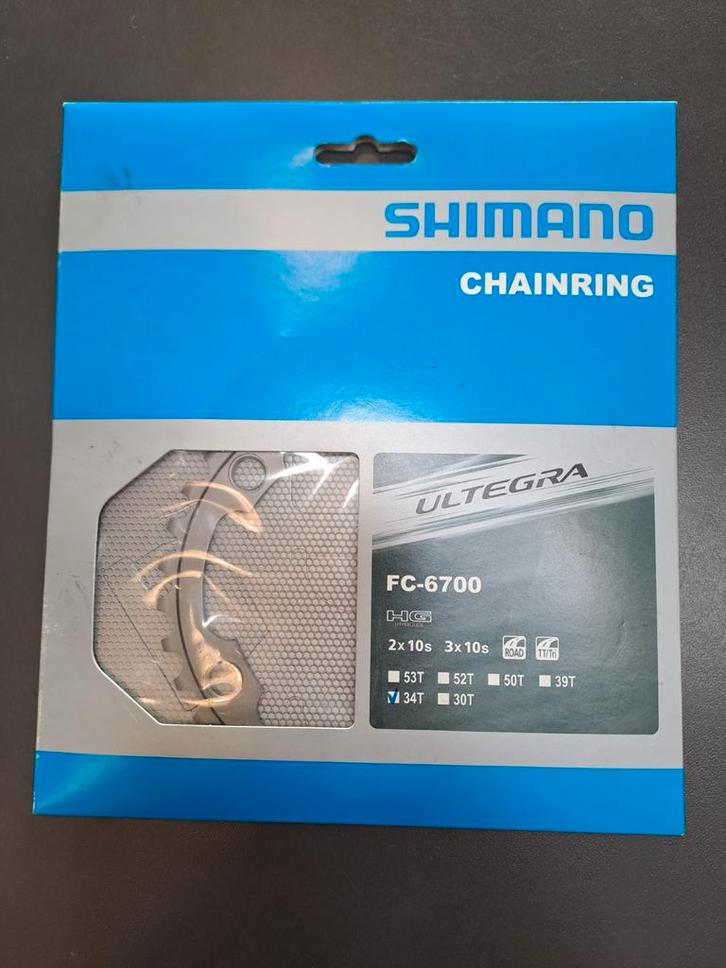 SHIMANO
CHAINRING
ULTEGRA
FC-6700
HG
2x10s 3x10s ROAD TT/Tri
53T 52T 50T 39T
34T 30T